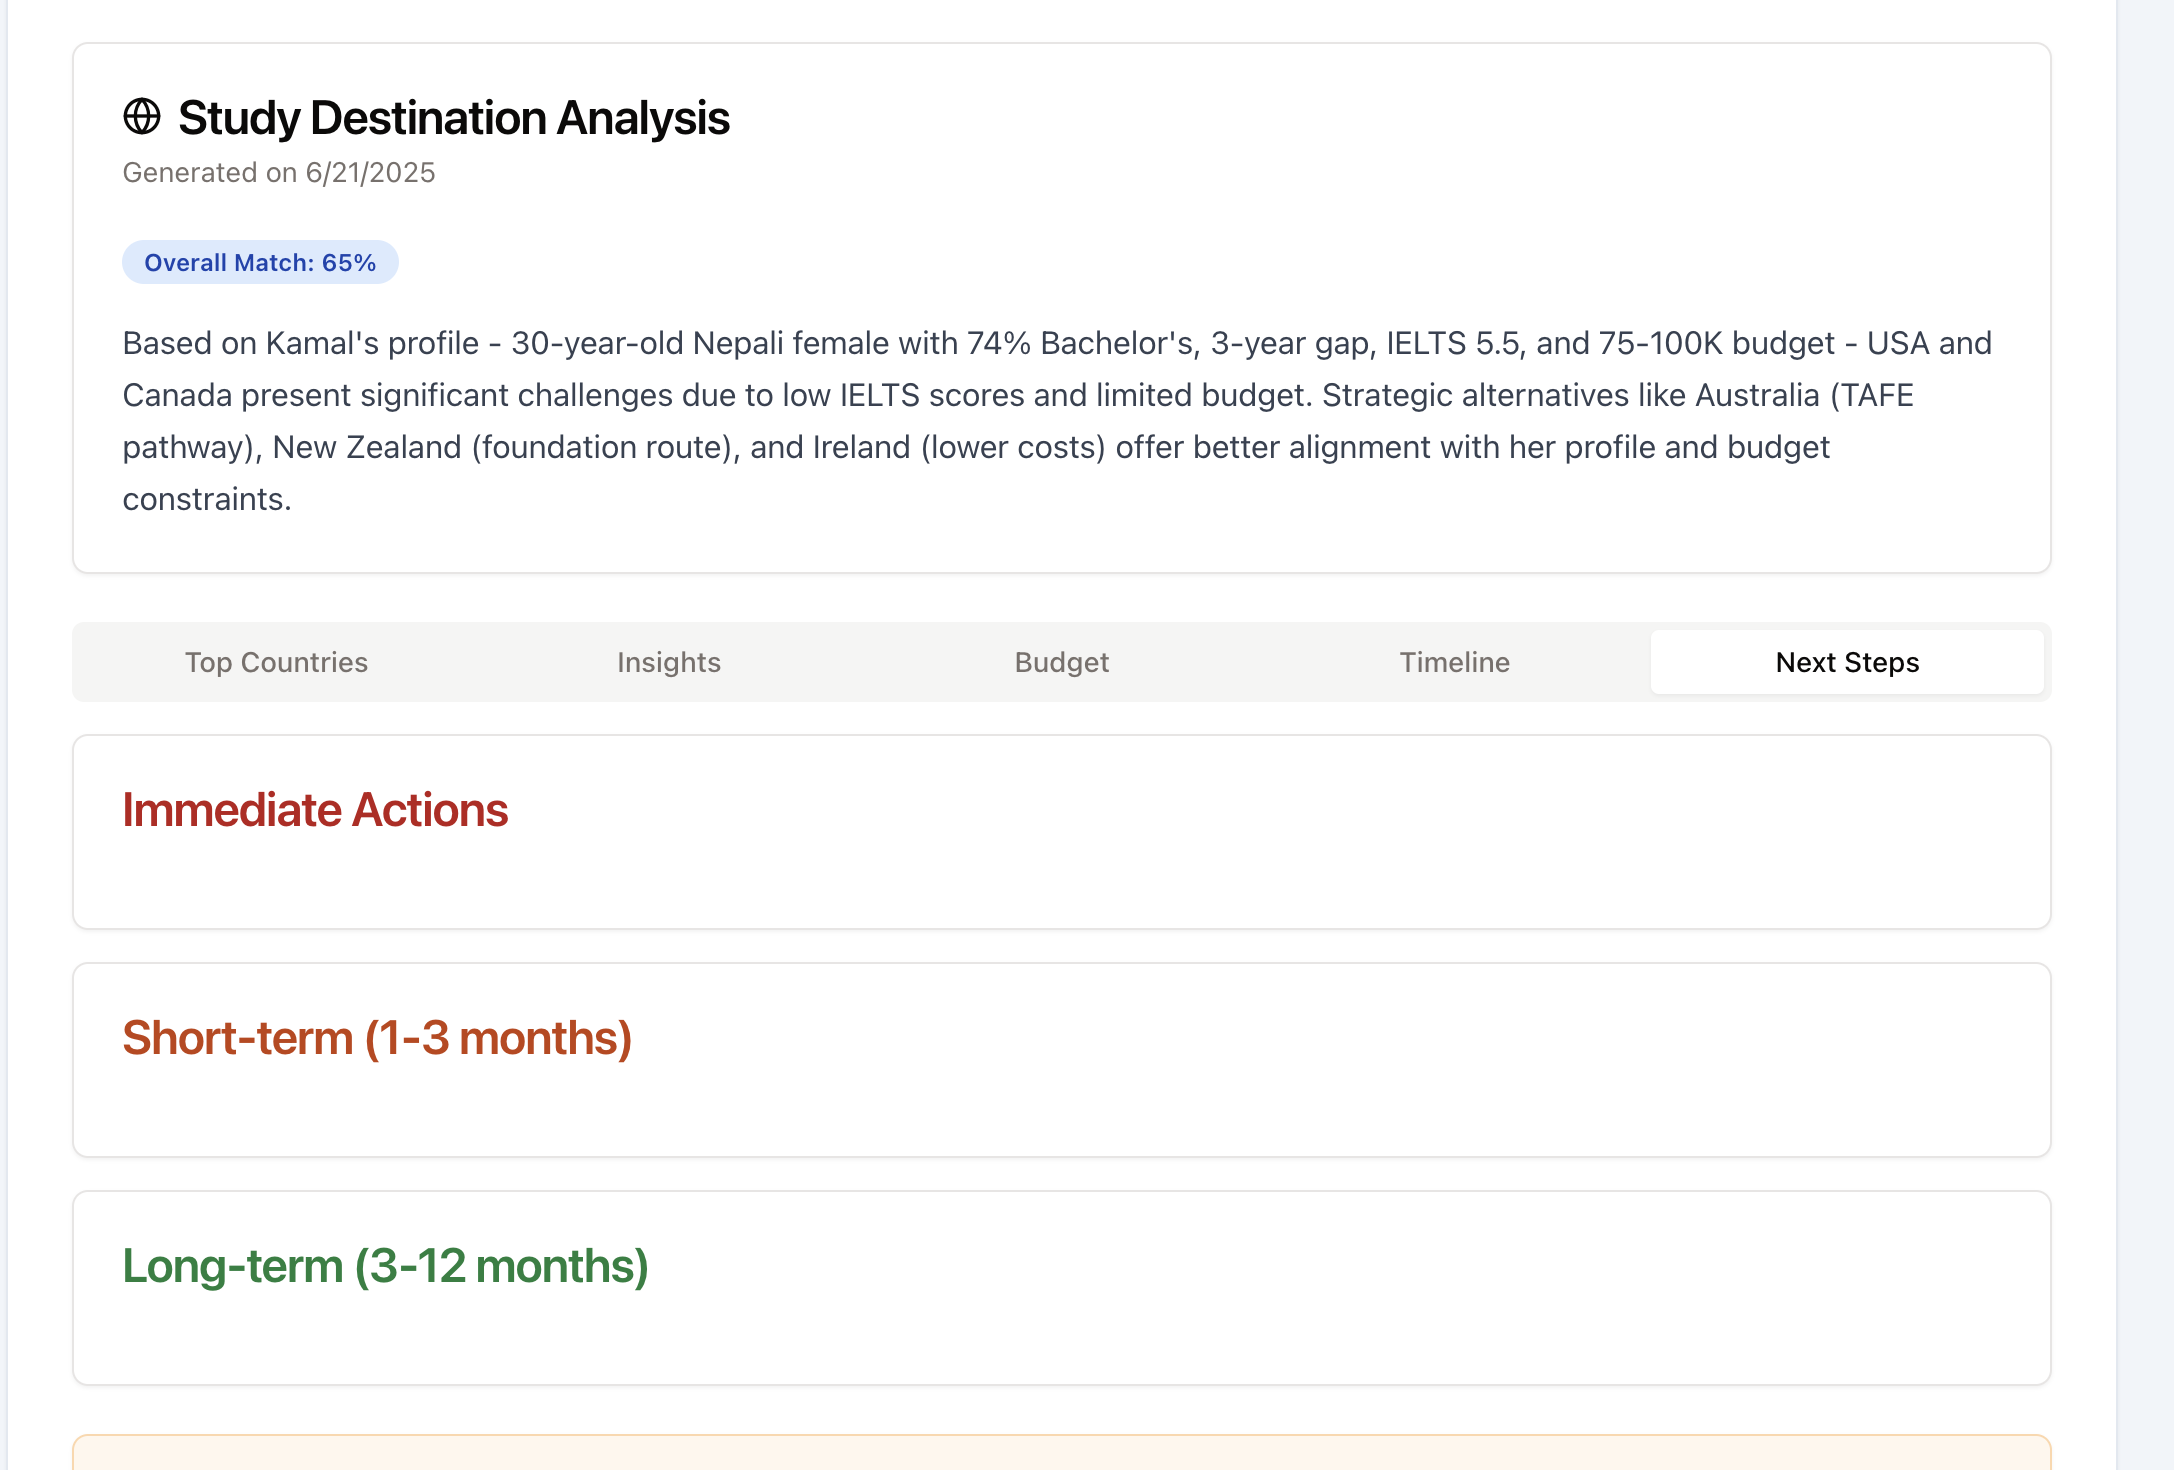 Study Destination Analysis
Generated on 6/21/2025
Overall Match: 65%
Based on Kamal's profile - 30-year-old Nepali female with 74% Bachelor's, 3-year gap, IELTS 5.5, and 75-100K budget - USA and
Canada present significant challenges due to low IELTS scores and limited budget. Strategic alternatives like Australia (TAFE
pathway), New Zealand (foundation route), and Ireland (lower costs) offer better alignment with her profile and budget
constraints.
Top Countries
Insights
Budget
Timeline
Next Steps
Immediate Actions
Short-term (1-3 months)
Long-term (3-12 months)